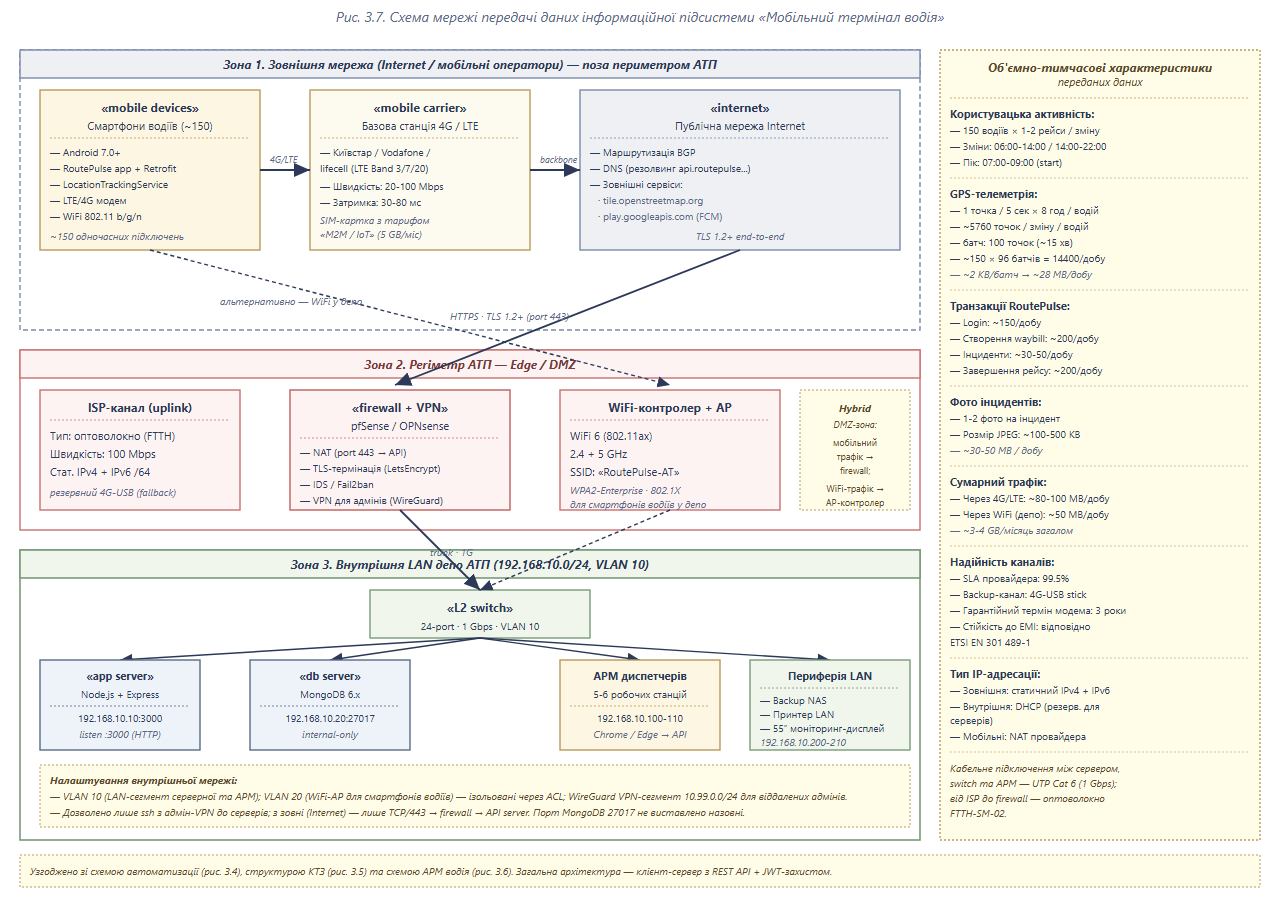 Рис. 3.7. Схема мережі передачі даних інформаційної підсистеми «Мобільний термінал водія»
Зона 1. Зовнішня мережа (Internet / мобільні оператори) — поза периметром АТП
«mobile devices»
Смартфони водіїв (~150)
— Android 7.0+
— RoutePulse app + Retrofit
— LocationTrackingService
— LTE/4G модем
— WiFi 802.11 b/g/n
~150 одночасних підключень
4G/LTE
«mobile carrier»
Базова станція 4G / LTE
— Київстар / Vodafone /
lifecell (LTE Band 3/7/20)
— Швидкість: 20-100 Mbps
— Затримка: 30-80 мс
SIM-картка з тарифом
«M2M / IoT» (5 GB/міс)
backbone
«internet»
Публічна мережа Internet
— Маршрутизація BGP
— DNS (резолвинг api.routepulse...)
— Зовнішні сервіси:
· tile.openstreetmap.org
· play.googleapis.com (FCM)
TLS 1.2+ end-to-end
альтернативно — WiFi у депо
HTTPS · TLS 1.2+ (port 443)
Зона 2. Периметр АТП — Edge / DMZ
ISP-канал (uplink)
Тип: оптоволокно (FTTH)
Швидкість: 100 Mbps
Стат. IPv4 + IPv6 /64
резервний 4G-USB (fallback)
«firewall + VPN»
pfSense / OPNsense
— NAT (port 443 → API)
— TLS-термінація (LetsEncrypt)
— IDS / Fail2ban
— VPN для адмінів (WireGuard)
WiFi-контролер + AP
WiFi 6 (802.11ax)
2.4 + 5 GHz
SSID: «RoutePulse-AT»
WPA2-Enterprise · 802.1X
для смартфонів водіїв у депо
Hybrid
DMZ-зона:
мобільний
трафік →
firewall;
WiFi-трафік →
AP-контролер
trunk · 1G
Зона 3. Внутрішня LAN депо АТП (192.168.10.0/24, VLAN 10)
«L2 switch»
24-port · 1 Gbps · VLAN 10
«app server»
Node.js + Express
192.168.10.10:3000
listen :3000 (HTTP)
«db server»
MongoDB 6.x
192.168.10.20:27017
internal-only
АРМ диспетчерів
5-6 робочих станцій
192.168.10.100-110
Chrome / Edge → API
Периферія LAN
— Backup NAS
— Принтер LAN
— 55″ моніторинг-дисплей
192.168.10.200-210
Налаштування внутрішньої мережі:
— VLAN 10 (LAN-сегмент серверної та АРМ); VLAN 20 (WiFi-AP для смартфонів водіїв) — ізольовані через ACL; WireGuard VPN-сегмент 10.99.0.0/24 для віддалених адмінів.
— Дозволено лише ssh з адмін-VPN до серверів; з зовні (Internet) — лише TCP/443 → firewall → API server. Порт MongoDB 27017 не виставлено назовні.
Об'ємно-тимчасові характеристики
переданих даних
Користувацька активність:
— 150 водіїв × 1-2 рейси / зміну
— Зміни: 06:00-14:00 / 14:00-22:00
— Пік: 07:00-09:00 (start)
GPS-телеметрія:
— 1 точка / 5 сек × 8 год / водій
— ~5760 точок / зміну / водій
— батч: 100 точок (~15 хв)
— ~150 × 96 батчів = 14400/добу
— ~2 KB/батч → ~28 MB/добу
Транзакції RoutePulse:
— Login: ~150/добу
— Створення waybill: ~200/добу
— Інциденти: ~30-50/добу
— Завершення рейсу: ~200/добу
Фото інцидентів:
— 1-2 фото на інцидент
— Розмір JPEG: ~100-500 KB
— ~30-50 MB / добу
Сумарний трафік:
— Через 4G/LTE: ~80-100 MB/добу
— Через WiFi (депо): ~50 MB/добу
— ~3-4 GB/місяць загалом
Надійність каналів:
— SLA провайдера: 99.5%
— Backup-канал: 4G-USB stick
— Гарантійний термін модема: 3 роки
— Стійкість до EMI: відповідно
ETSI EN 301 489-1
Тип IP-адресації:
— Зовнішня: статичний IPv4 + IPv6
— Внутрішня: DHCP (резерв. для
серверів)
— Мобільні: NAT провайдера
Кабельне підключення між сервером,
switch та АРМ — UTP Cat 6 (1 Gbps);
від ISP до firewall — оптоволокно
FTTH-SM-02.
Узгоджено зі схемою автоматизації (рис. 3.4), структурою КТЗ (рис. 3.5) та схемою АРМ водія (рис. 3.6). Загальна архітектура — клієнт-сервер з REST API + JWT-захистом.